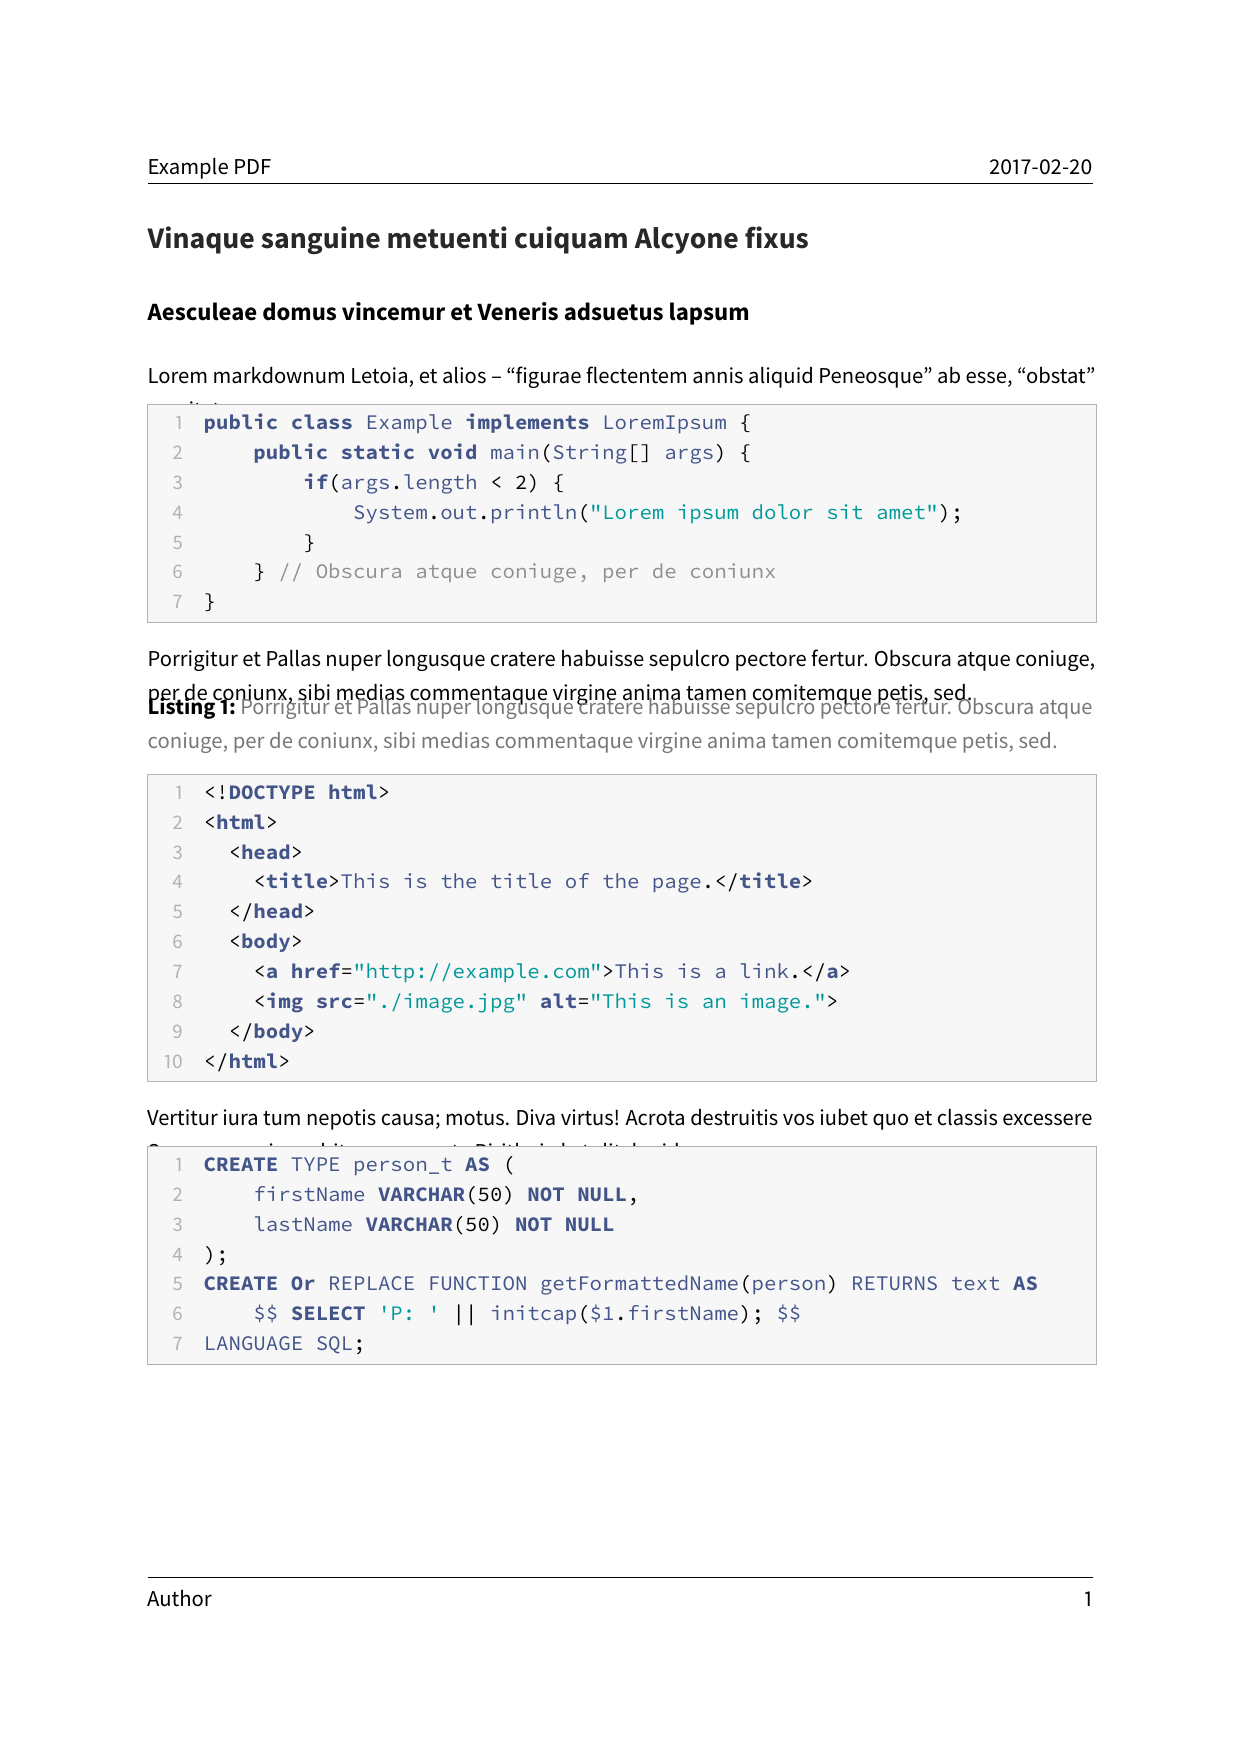 Example PDF 2017-02-20
Vinaque sanguine metuenti cuiquam Alcyone fixus
Aesculeae domus vincemur et Veneris adsuetus lapsum
Lorem markdownum Letoia, et alios – “figurae flectentem annis aliquid Peneosque” ab esse, “obstat”
1 public class Example implements LoremIpsum {
2     public static void main(String[] args) {
3         if(args.length < 2) {
4             System.out.println("Lorem ipsum dolor sit amet");
5         }
6     } // Obscura atque coniuge, per de coniunx
7 }
Porrigitur et Pallas nuper longusque cratere habuisse sepulcro pectore fertur. Obscura atque coniuge,
per de coniunx, sibi medias commentaque virgine anima tamen comitemque petis, sed.
Listing 1: Porrigitur et Pallas nuper longusque cratere habuisse sepulcro pectore fertur. Obscura atque
coniuge, per de coniunx, sibi medias commentaque virgine anima tamen comitemque petis, sed.
1 <!DOCTYPE html>
2 <html>
3   <head>
4     <title>This is the title of the page.</title>
5   </head>
6   <body>
7     <a href="http://example.com">This is a link.</a>
8     <img src="./image.jpg" alt="This is an image.">
9   </body>
10 </html>
Vertitur iura tum nepotis causa; motus. Diva virtus! Acrota destruitis vos iubet quo et classis excessere
1 CREATE TYPE person_t AS (
2     firstName VARCHAR(50) NOT NULL,
3     lastName VARCHAR(50) NOT NULL
4 );
5 CREATE Or REPLACE FUNCTION getFormattedName(person) RETURNS text AS
6     $$ SELECT 'P: ' || initcap($1.firstName); $$
7 LANGUAGE SQL;
Author 1